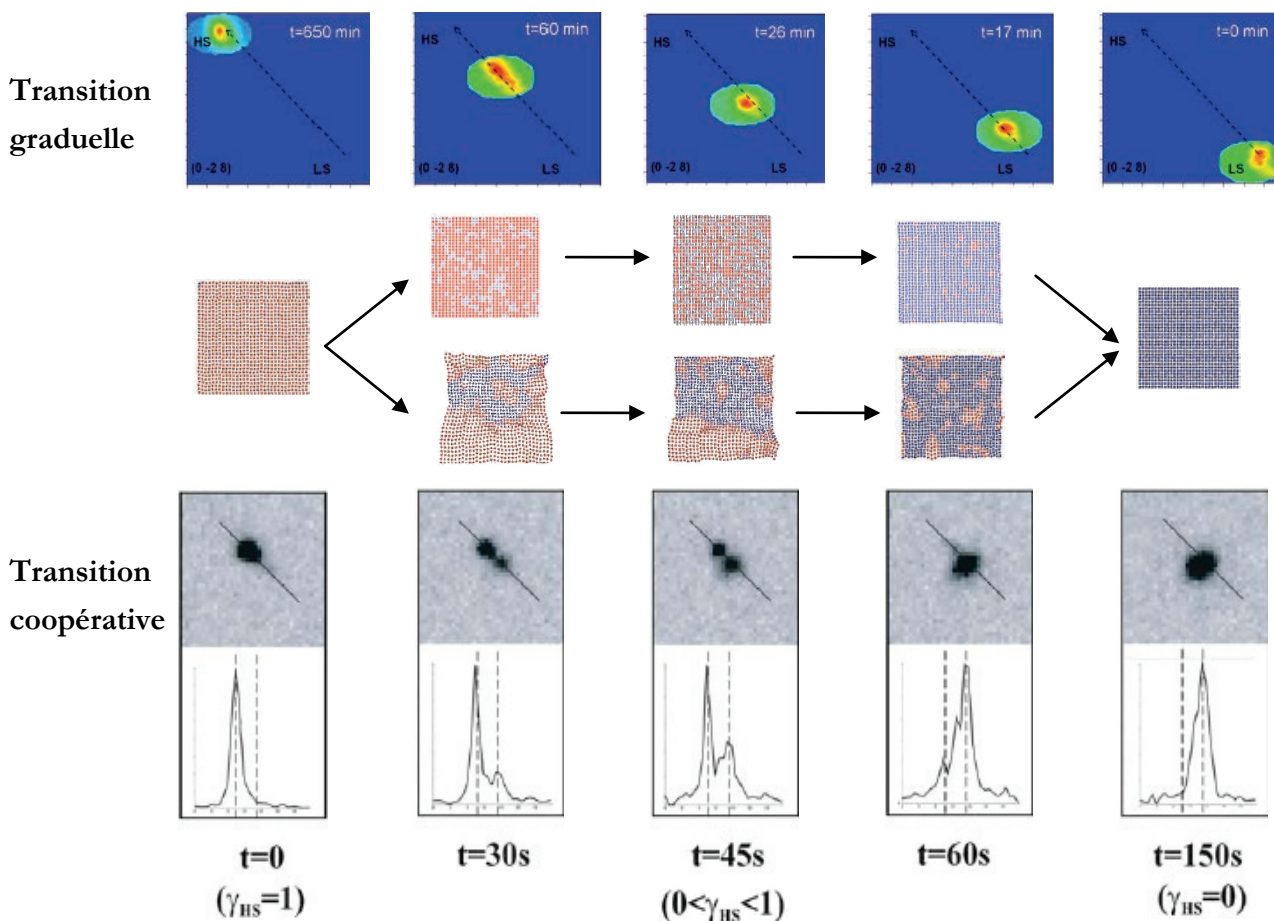 Transition
graduelle
HS
t=650 min
(0 -2 8)
LS
HS
t=60 min
(0 -2 8)
LS
HS
t=26 min
(0 -2 8)
LS
HS
t=17 min
(0 -2 8)
LS
HS
t=0 min
(0 -2 8)
LS
Transition
coopérative
t=0
t=30s
t=45s
t=60s
t=150s
(γHS=1)
(0<γHS<1)
(γHS=0)